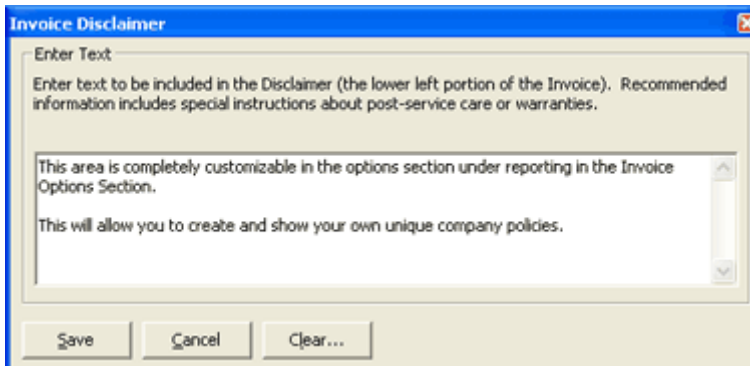 Invoice Disclaimer
Enter Text
Enter text to be included in the Disclaimer (the lower left portion of the Invoice). Recommended
information includes special instructions about post-service care or warranties.
This area is completely customizable in the options section under reporting in the Invoice
Options Section.
This will allow you to create and show your own unique company policies.
Save Cancel Clear...